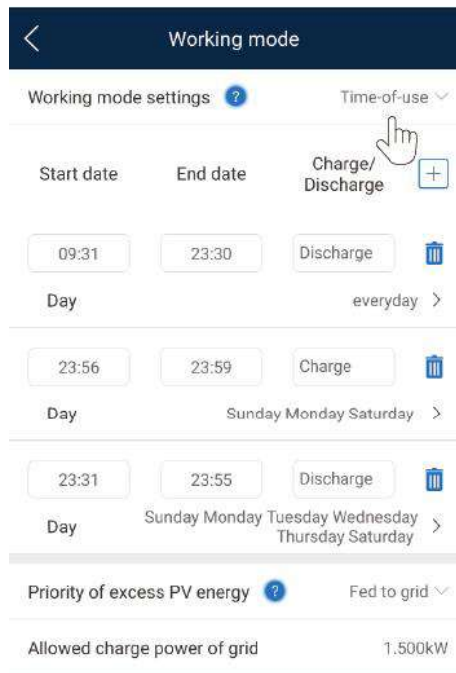 Working mode
Working mode settings ? Time-of-use
Start date End date Charge/
Discharge
09:31 23:30 Discharge
Day everyday
23:56 23:59 Charge
Day Sunday Monday Saturday
23:31 23:55 Discharge
Day Sunday Monday Tuesday Wednesday
Thursday Saturday
Priority of excess PV energy ? Fed to grid
Allowed charge power of grid 1.500kW